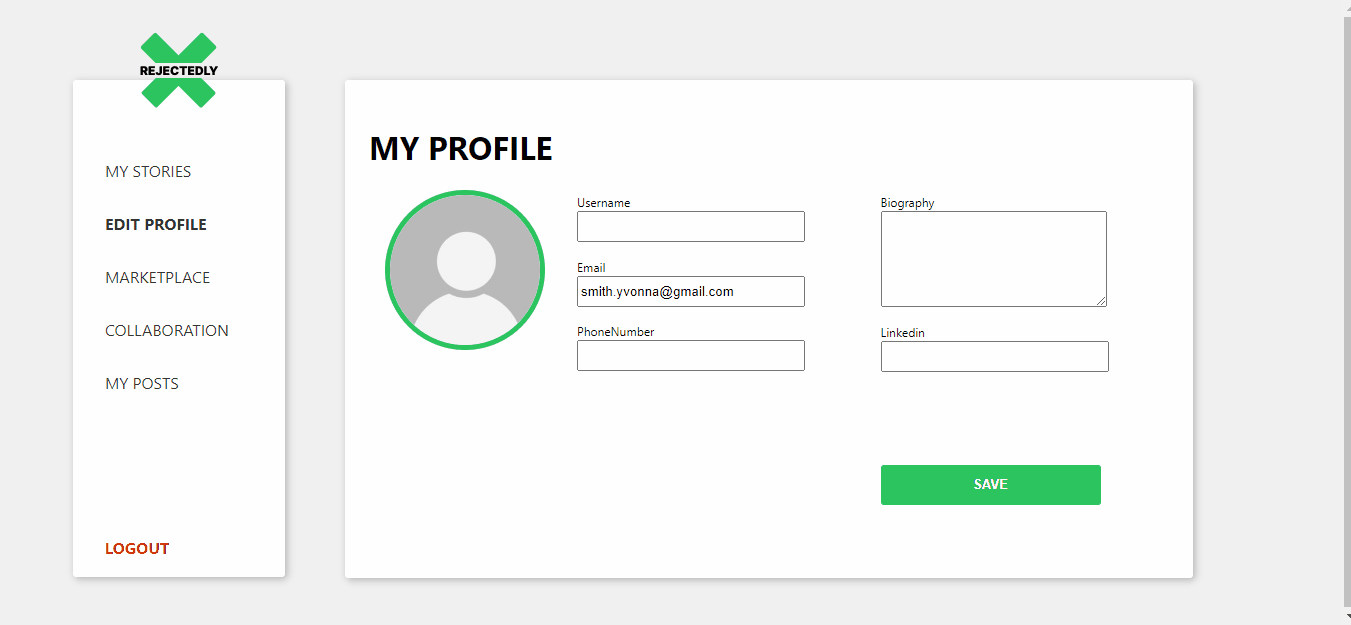 REJECTEDLY
MY STORIES
EDIT PROFILE
MARKETPLACE
COLLABORATION
MY POSTS
LOGOUT
MY PROFILE
Username
Email
smith.yvonna@gmail.com
PhoneNumber
Biography
Linkedin
SAVE